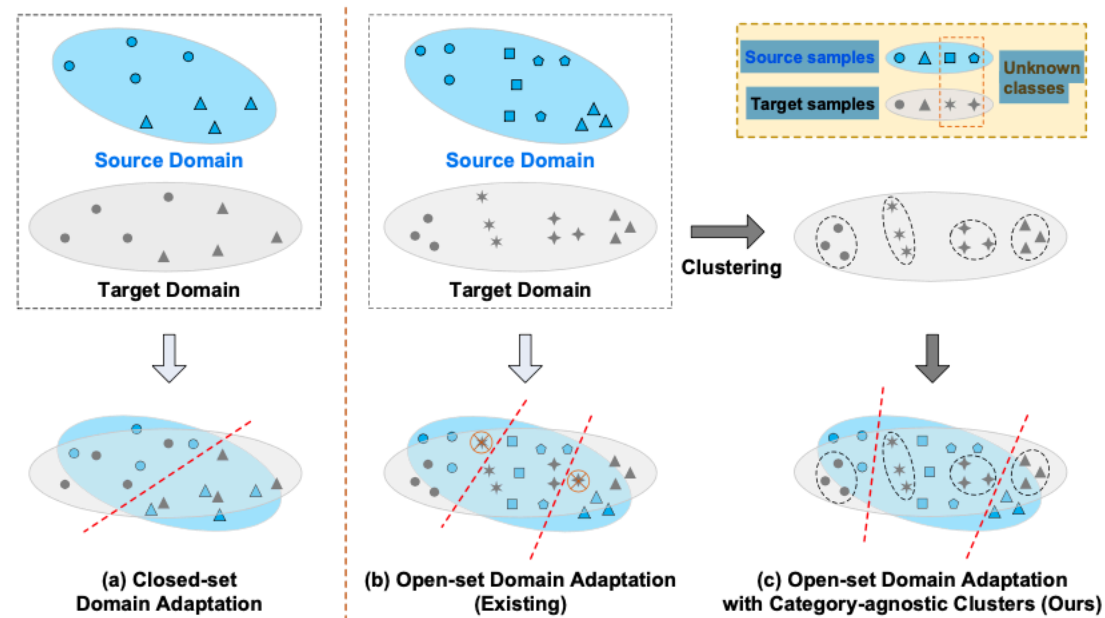 Source Domain
Target Domain
(a) Closed-set
Domain Adaptation
Source Domain
Target Domain
Clustering
(b) Open-set Domain Adaptation
(Existing)
Source samples
Target samples
Unknown
classes
(c) Open-set Domain Adaptation
with Category-agnostic Clusters (Ours)